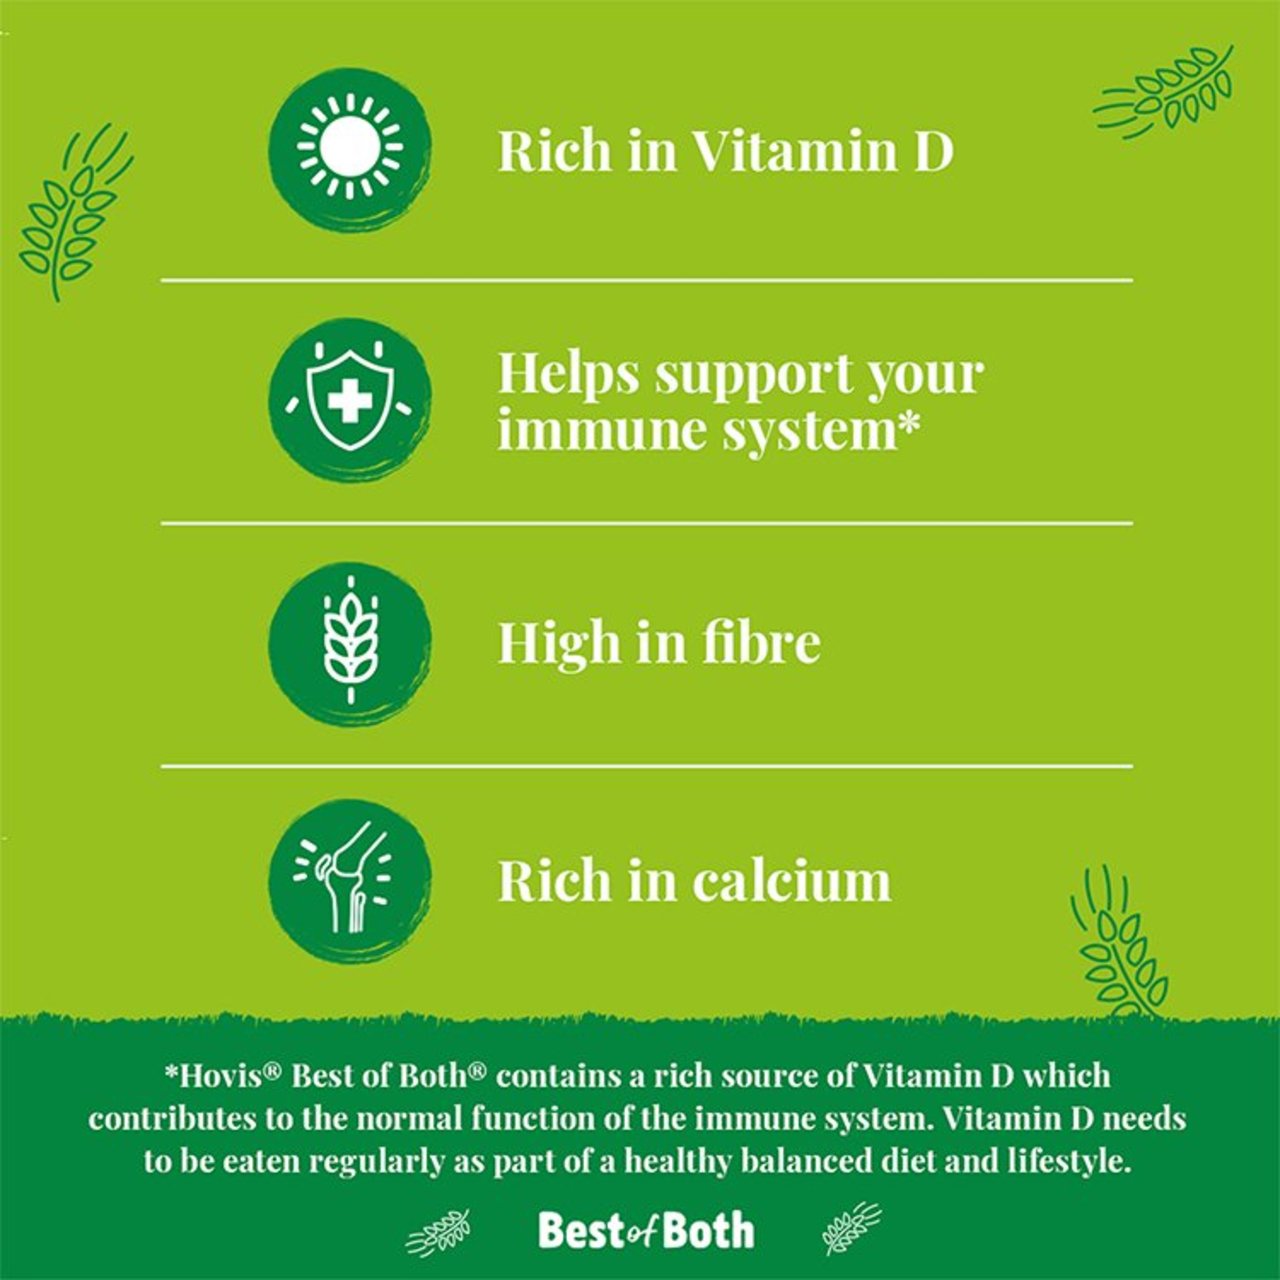 Rich in Vitamin D
Helps support your
immune system*
High in fibre
Rich in calcium
*Hovis® Best of Both® contains a rich source of Vitamin D which
contributes to the normal function of the immune system. Vitamin D needs
to be eaten regularly as part of a healthy balanced diet and lifestyle.
Best of Both